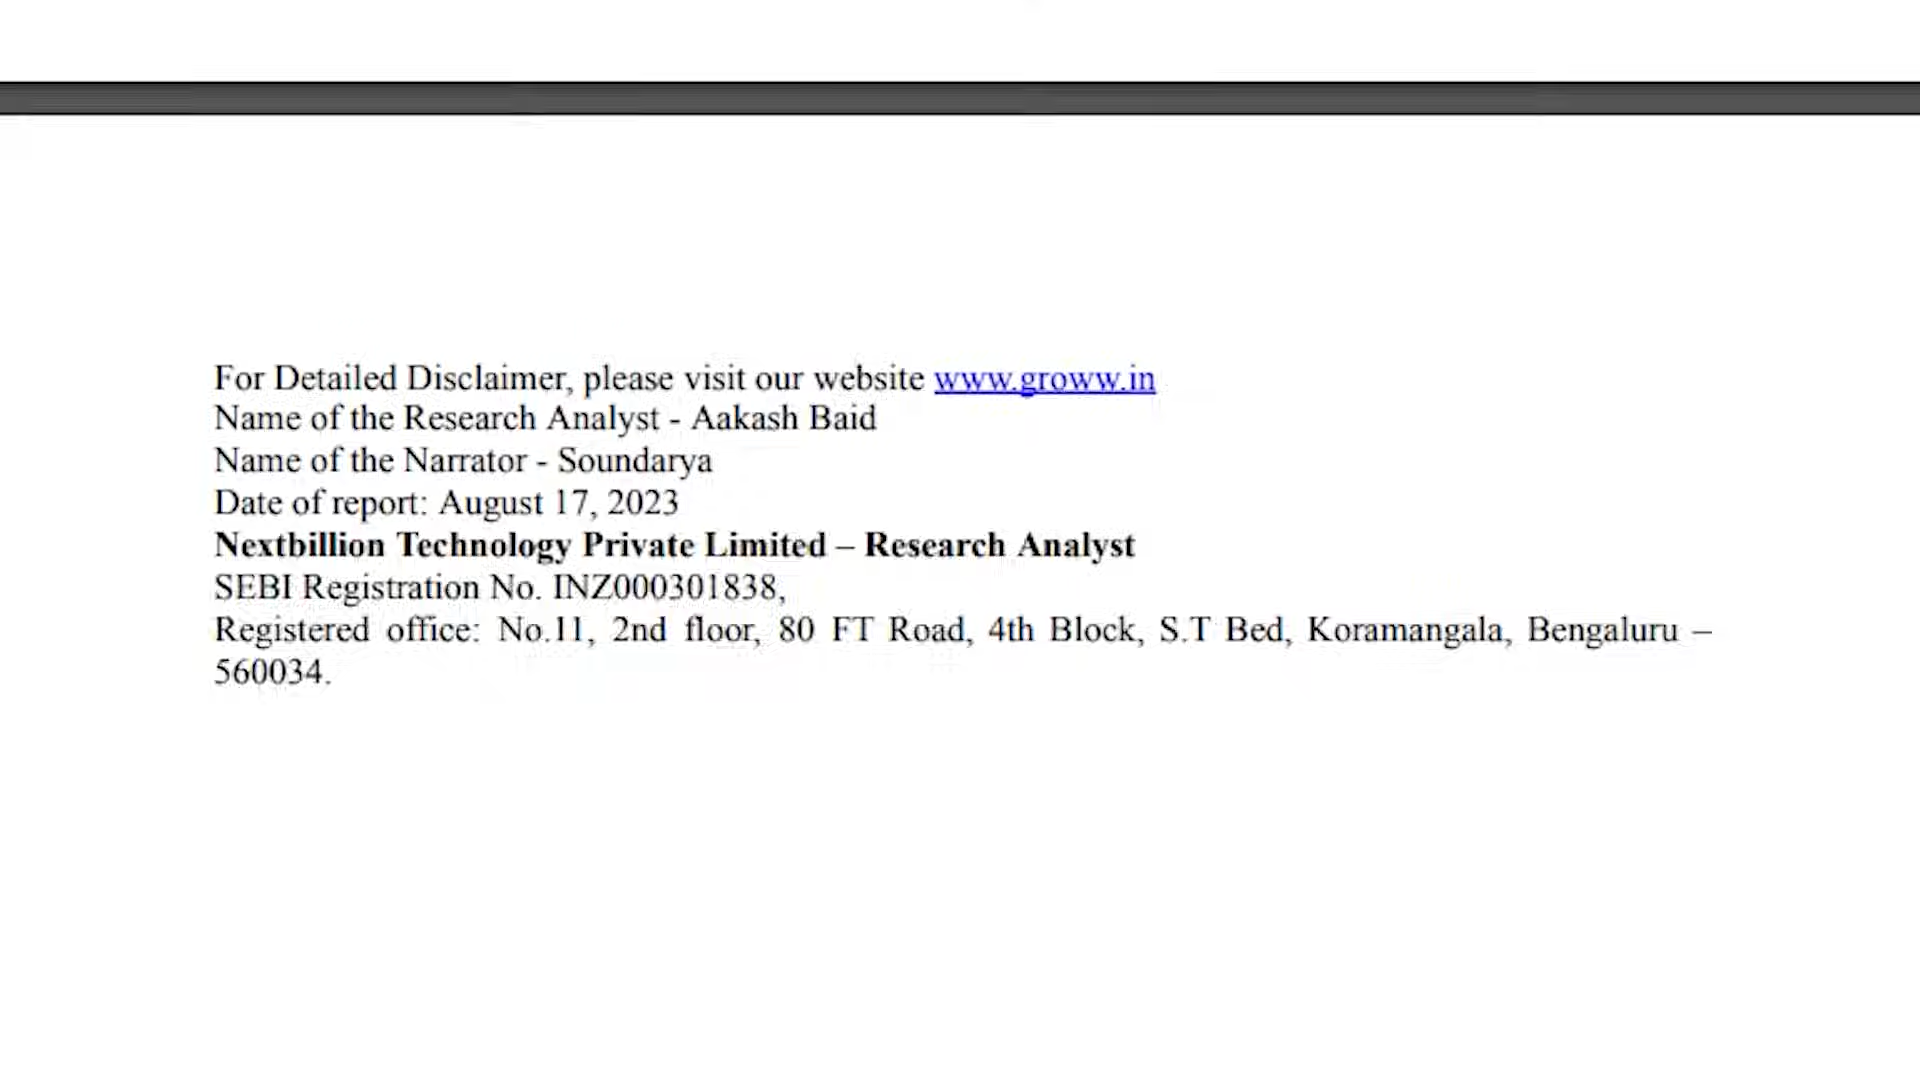 For Detailed Disclaimer, please visit our website www.groww.in
Name of the Research Analyst - Aakash Baid
Name of the Narrator - Soundarya
Date of report: August 17, 2023
Nextbillion Technology Private Limited – Research Analyst
SEBI Registration No. INZ000301838,
Registered office: No.11, 2nd floor, 80 FT Road, 4th Block, S.T Bed, Koramangala, Bengaluru –
560034.